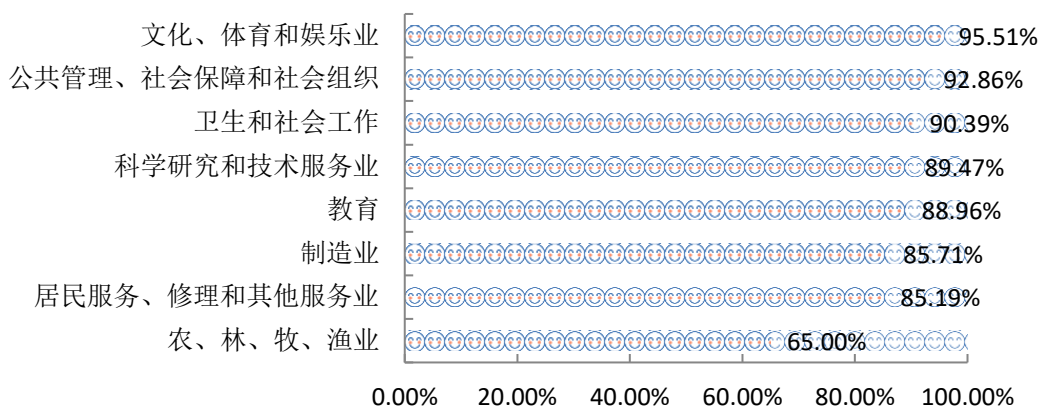 文化、体育和娱乐业 95.51%
公共管理、社会保障和社会组织 92.86%
卫生和社会工作 90.39%
科学研究和技术服务业 89.47%
教育 88.96%
制造业 85.71%
居民服务、修理和其他服务业 85.19%
农、林、牧、渔业 65.00%
0.00% 20.00% 40.00% 60.00% 80.00% 100.00%